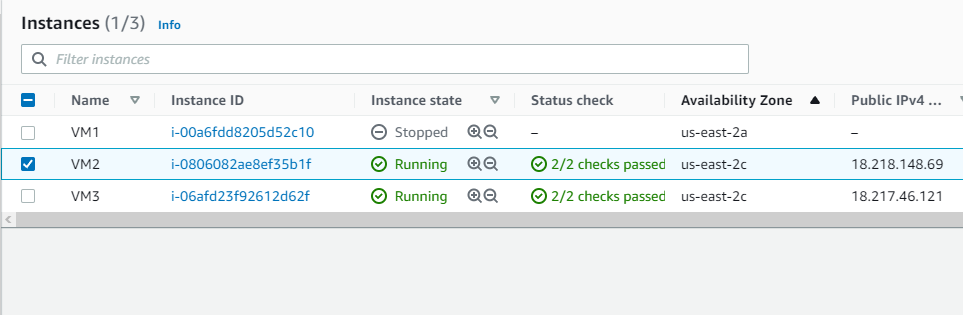 Instances (1/3) Info
Filter instances
Name Instance ID Instance state Status check Availability Zone Public IPv4 ...
VM1 i-00a6fdd8205d52c10 Stopped – us-east-2a –
VM2 i-0806082ae8ef35b1f Running 2/2 checks passed us-east-2c 18.218.148.69
VM3 i-06afd23f92612d62f Running 2/2 checks passed us-east-2c 18.217.46.121